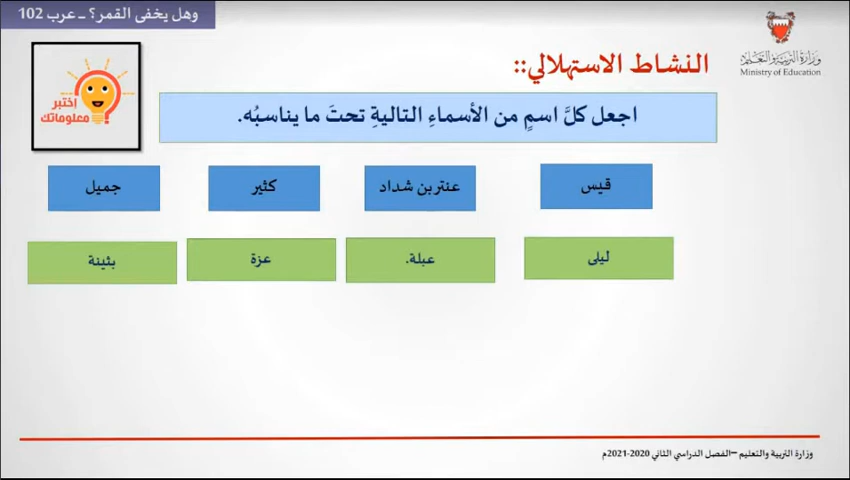 وهل يخفى القمر؟ - عرب 102
وزارة التربية والتعليم
Ministry of Education
النشاط الاستهلالي::
إختبر
معلوماتك
اجعل كلَّ اسمٍ من الأسماءِ التاليةِ تحتَ ما يناسبُه.
قيس عنتر بن شداد كثير جميل
ليلى عبلة. عزة بثينة
وزارة التربية والتعليم –الفصل الدراسي الثاني 2020-2021م